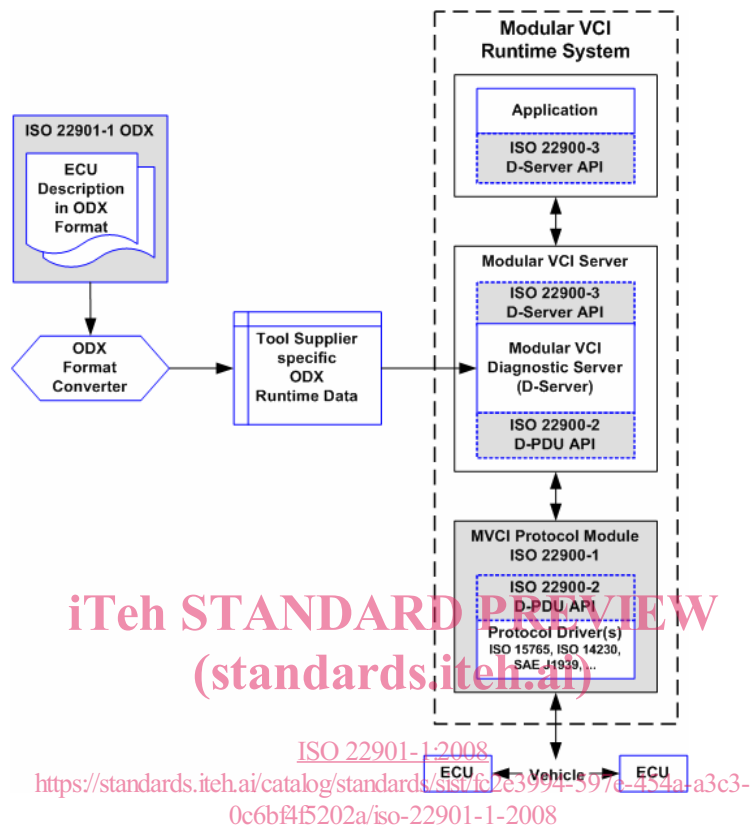 Modular VCI
Runtime System
Application
ISO 22900-3
D-Server API
ISO 22901-1 ODX
ECU
Description
in ODX
Format
Modular VCI Server
ISO 22900-3
D-Server API
Modular VCI
Diagnostic Server
(D-Server)
ISO 22900-2
D-PDU API
ODX
Format
Converter
Tool Supplier
specific
ODX
Runtime Data
MVCI Protocol Module
ISO 22900-1
ISO 22900-2
D-PDU API
Protocol Driver(s)
ISO 15765, ISO 14230,
SAE J1939, ...
iTeh STANDARD PREVIEW
(standards.iteh.ai)
ISO 22901-1:2008
ECU
Vehicle
ECU
https://standards.iteh.ai/catalog/standards/sist/fc2e3994-597e-454a-a3c3-
0c6bf4f5202a/iso-22901-1-2008